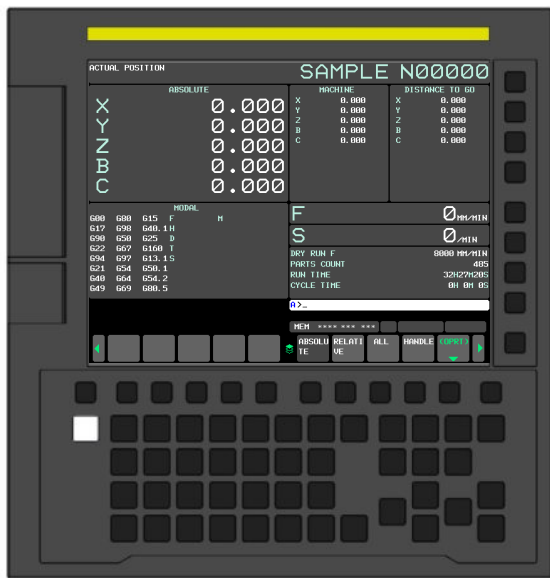 ACTUAL POSITION
SAMPLE N00000
ABSOLUTE
X 0.000
Y 0.000
Z 0.000
B 0.000
C 0.000
MACHINE
X 0.000
Y 0.000
Z 0.000
B 0.000
C 0.000
DISTANCE TO GO
X 0.000
Y 0.000
Z 0.000
B 0.000
C 0.000
MODAL
G00 G80 G15 F M
G17 G98 G40.1 H
G90 G50 G25 D
G22 G67 G160 T
G94 G97 G13.1 S
G21 G54 G50.1
G40 G64 G54.2
G49 G69 G80.5
F 0 MM/MIN
S 0 /MIN
DRY RUN F 8000 MM/MIN
PARTS COUNT 485
RUN TIME 32H27M20S
CYCLE TIME 0H 0M 0S
A>_
MEM **** *** ***
ABSOLU
TE
RELATI
VE
ALL
HANDLE
(OPRT)